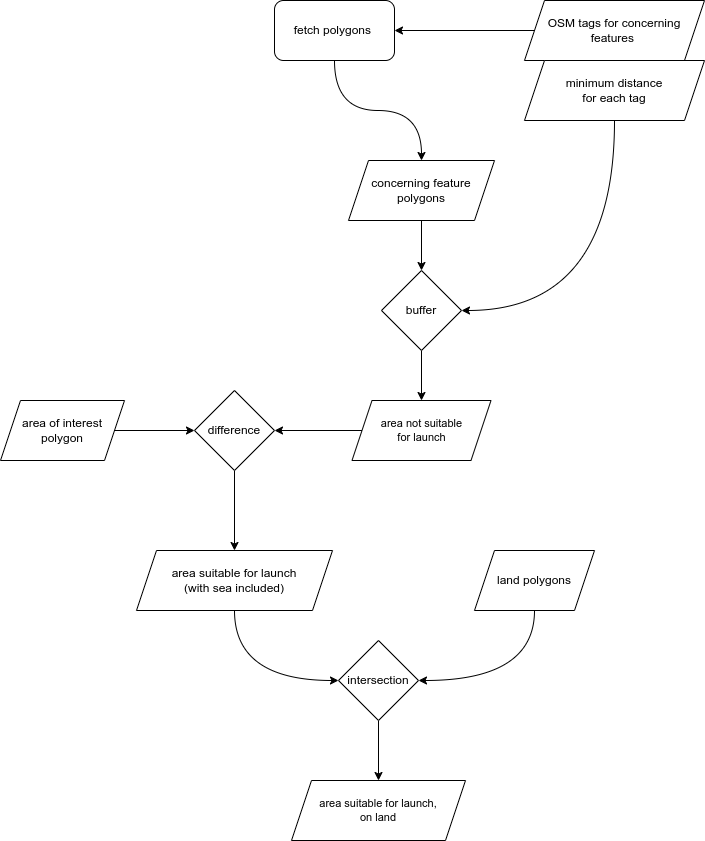 fetch polygons
OSM tags for concerning
features
minimum distance
for each tag
concerning feature
polygons
buffer
area of interest
polygon
difference
area not suitable
for launch
area suitable for launch
(with sea included)
land polygons
intersection
area suitable for launch,
on land